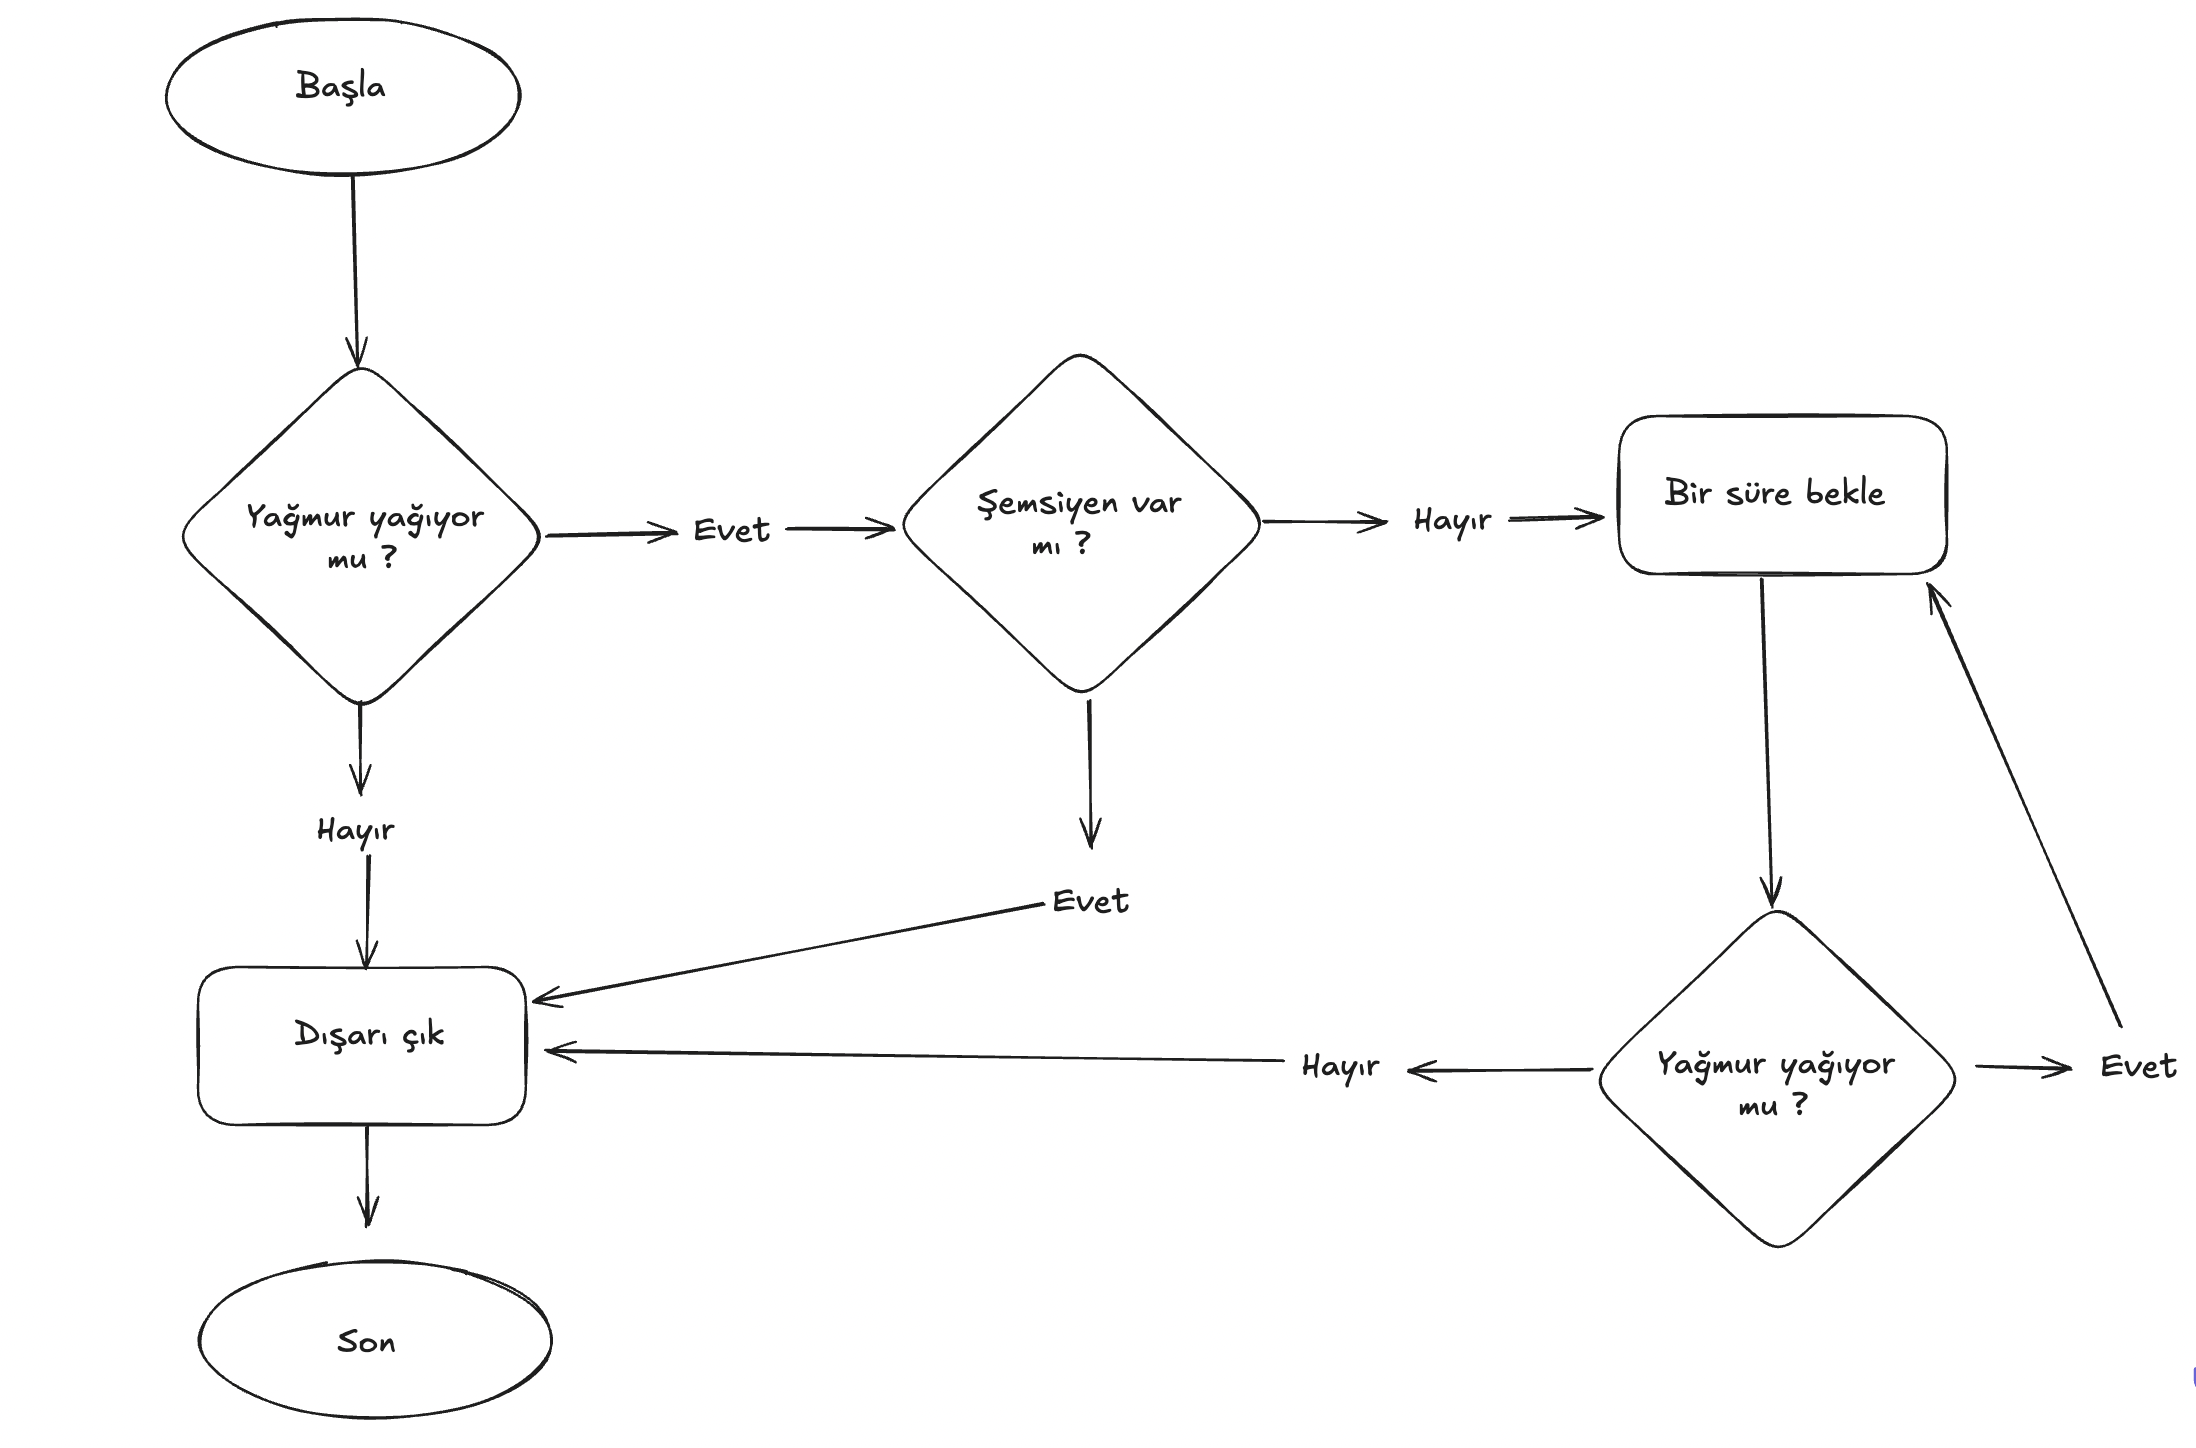 Başla
Yağmur yağıyor
mu ?
Evet
Şemsiyen var
mı ?
Hayır
Bir süre bekle
Hayır
Evet
Dışarı çık
Hayır
Yağmur yağıyor
mu ?
Evet
Son